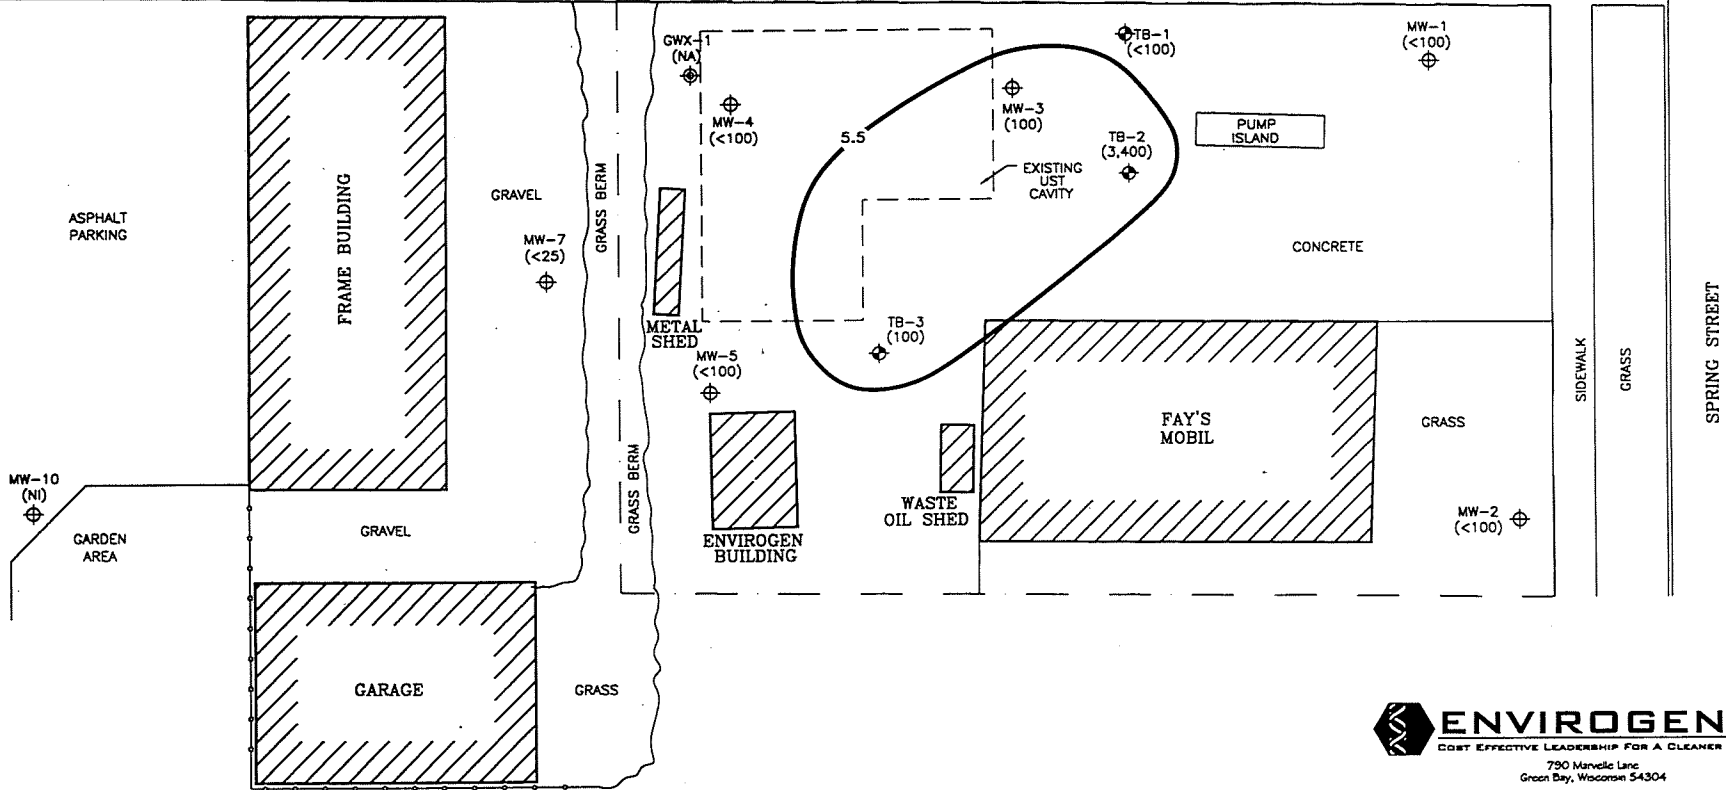 GWX-1
(NA)
TB-1
(<100)
MW-1
(<100)
MW-4
(<100)
MW-3
(100)
5.5
TB-2
(3,400)
PUMP
ISLAND
EXISTING
UST
CAVITY
ASPHALT
PARKING
FRAME BUILDING
GRAVEL
GRASS BERM
MW-7
(<25)
CONCRETE
METAL
SHED
TB-3
(100)
MW-5
(<100)
SIDEWALK
GRASS
SPRING STREET
FAY'S
MOBIL
GRASS
MW-10
(NI)
GRASS BERM
WASTE
OIL SHED
MW-2
(<100)
GARDEN
AREA
GRAVEL
ENVIROGEN
BUILDING
GARAGE
GRASS
ENVIROGEN
COST EFFECTIVE LEADERSHIP FOR A CLEANER
790 Marvelle Lane
Green Bay, Wisconsin 54304